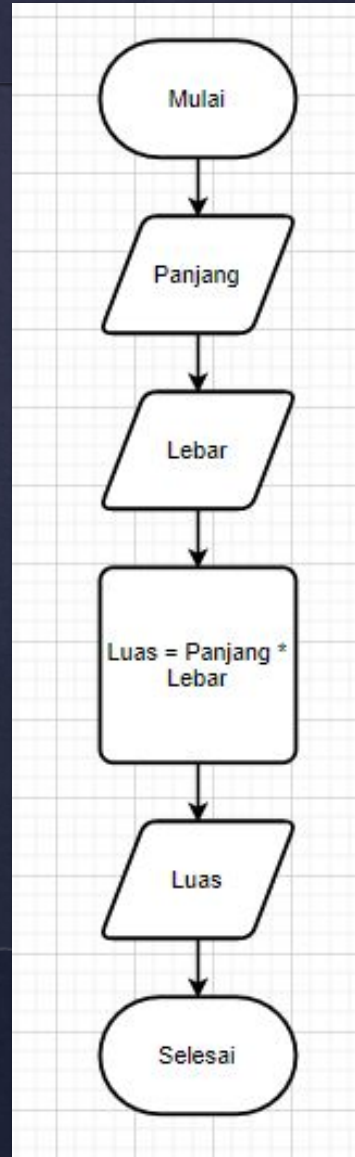 Mulai
Panjang
Lebar
Luas = Panjang *
Lebar
Luas
Selesai